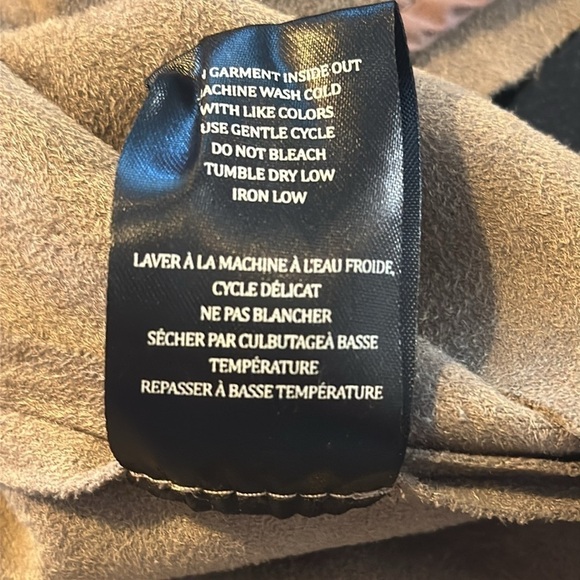 GARMENT INSIDE OUT
MACHINE WASH COLD
WITH LIKE COLORS
USE GENTLE CYCLE
DO NOT BLEACH
TUMBLE DRY LOW
IRON LOW
LAVER À LA MACHINE À L'EAU FROIDE,
CYCLE DÉLICAT
NE PAS BLANCHER
SÉCHER PAR CULBUTAGEÀ BASSE
TEMPÉRATURE
REPASSER À BASSE TEMPÉRATURE